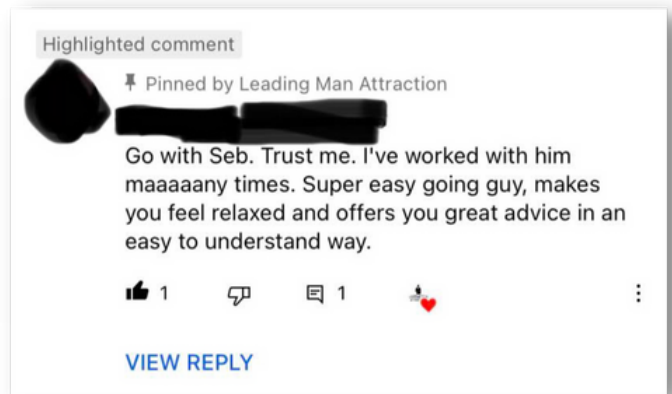 Highlighted comment
Pinned by Leading Man Attraction
Go with Seb. Trust me. I've worked with him
maaaaany times. Super easy going guy, makes
you feel relaxed and offers you great advice in an
easy to understand way.
1 1
VIEW REPLY